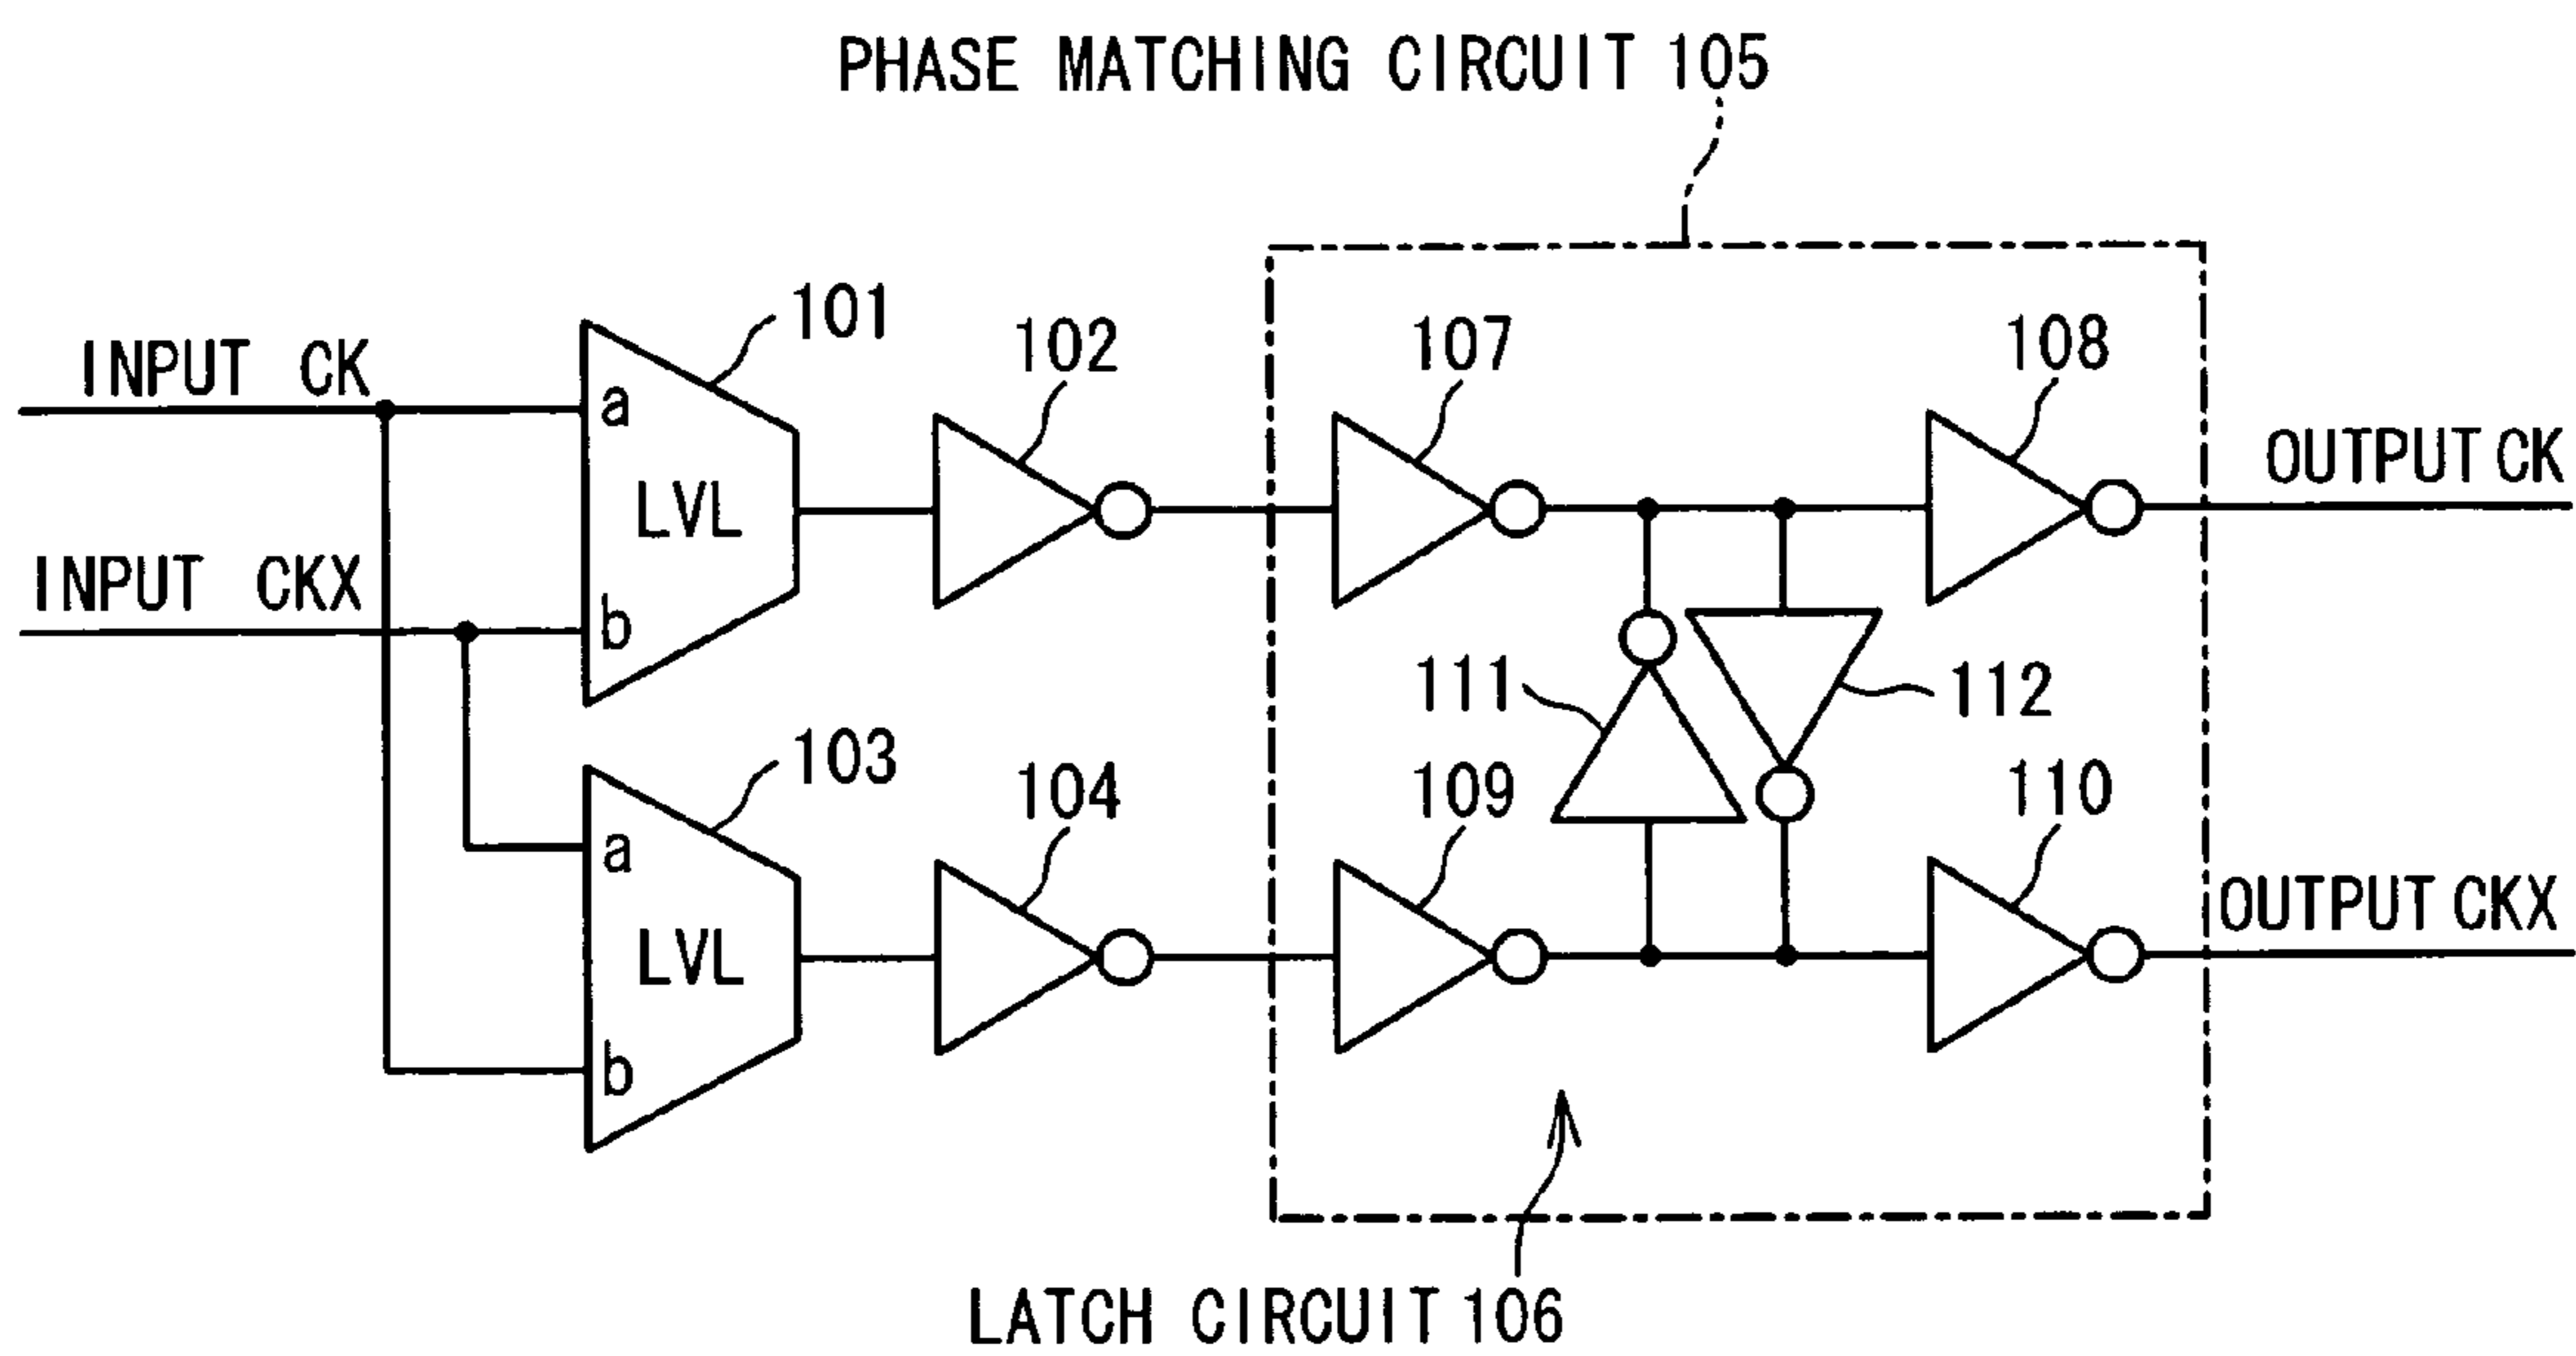 PHASE MATCHING CIRCUIT 105
101
102
107
108
INPUT CK
a
OUTPUT CK
LVL
INPUT CKX
b
111
112
103
104
109
110
a
OUTPUT CKX
LVL
b
LATCH CIRCUIT 106